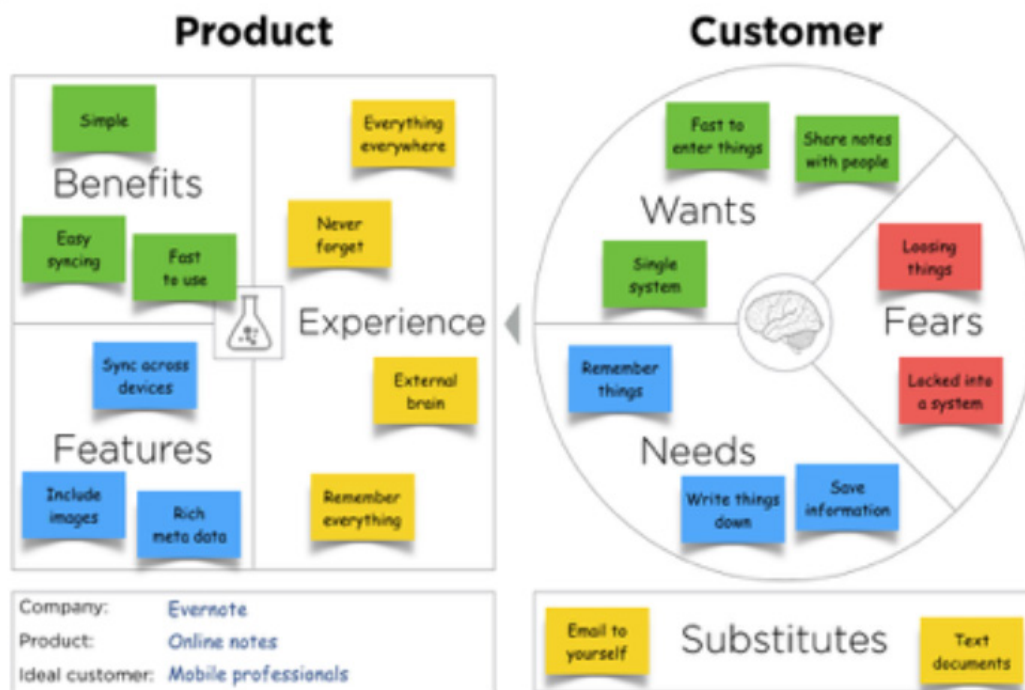 Product
Simple
Benefits
Easy
syncing
Fast
to use
Everything
everywhere
Never
forget
Experience
External
brain
Remember
everything
Sync across
devices
Features
Include
images
Rich
meta data
Company: Evernote
Product: Online notes
Ideal customer: Mobile professionals
Customer
Fast to
enter things
Share notes
with people
Wants
Single
system
Loosing
things
Fears
Locked into
a system
Remember
things
Needs
Write things
down
Save
information
Email to
yourself
Substitutes
Text
documents